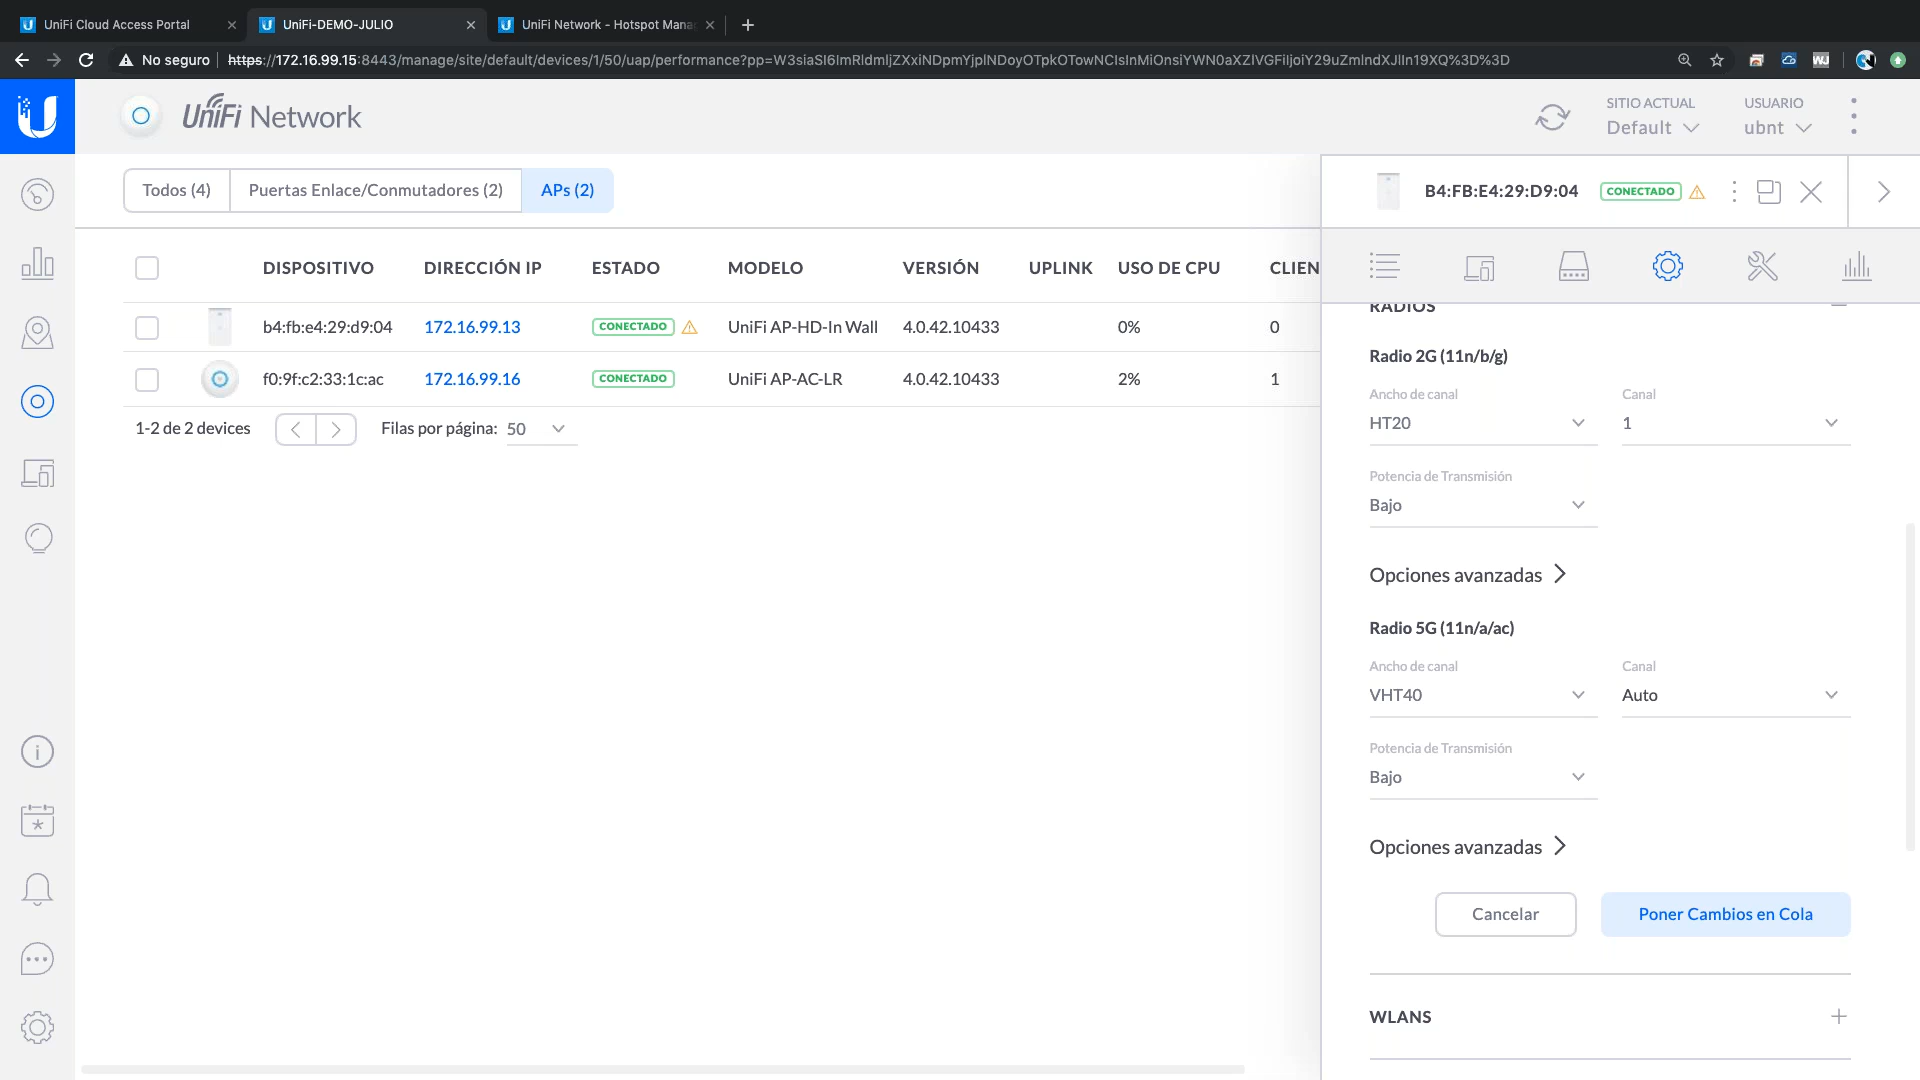 UniFi Cloud Access Portal
UniFi-DEMO-JULIO
UniFi Network - Hotspot Mana
No seguro
https://172.16.99.15:8443/manage/site/default/devices/1/50/uap/performance?pp=W3siaSI6ImRldmljZXxiNDpmYjplNDoyOTpkOTowNCIsInMiOnsiYWN0aXZlVGFiIjoiY29uZmlndXJlIn19XQ%3D%3D
UniFi Network
SITIO ACTUAL
Default
USUARIO
ubnt
Todos (4)
Puertas Enlace/Conmutadores (2)
APs (2)
B4:FB:E4:29:D9:04
CONECTADO
DISPOSITIVO DIRECCIÓN IP ESTADO MODELO VERSIÓN UPLINK USO DE CPU CLIEN
b4:fb:e4:29:d9:04 172.16.99.13 CONECTADO UniFi AP-HD-In Wall 4.0.42.10433 0% 0
f0:9f:c2:33:1c:ac 172.16.99.16 CONECTADO UniFi AP-AC-LR 4.0.42.10433 2% 1
1-2 de 2 devices
Filas por página: 50
RADIOS
Radio 2G (11n/b/g)
Ancho de canal Canal
HT20 1
Potencia de Transmisión
Bajo
Opciones avanzadas
Radio 5G (11n/a/ac)
Ancho de canal Canal
VHT40 Auto
Potencia de Transmisión
Bajo
Opciones avanzadas
Cancelar
Poner Cambios en Cola
WLANS